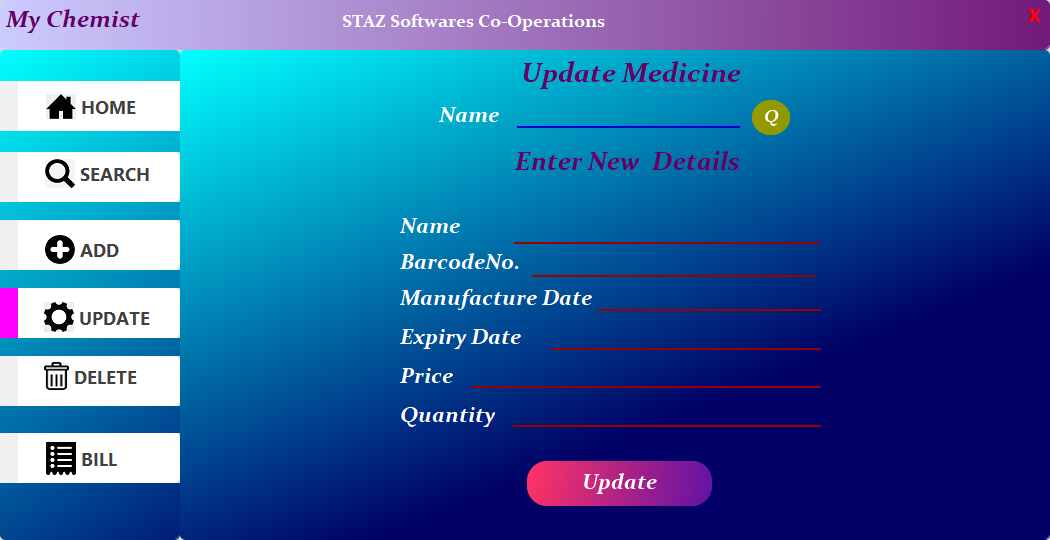 My Chemist
STAZ Softwares Co-Operations
X
HOME
SEARCH
ADD
UPDATE
DELETE
BILL
Update Medicine
Name
Q
Enter New Details
Name
BarcodeNo.
Manufacture Date
Expiry Date
Price
Quantity
Update